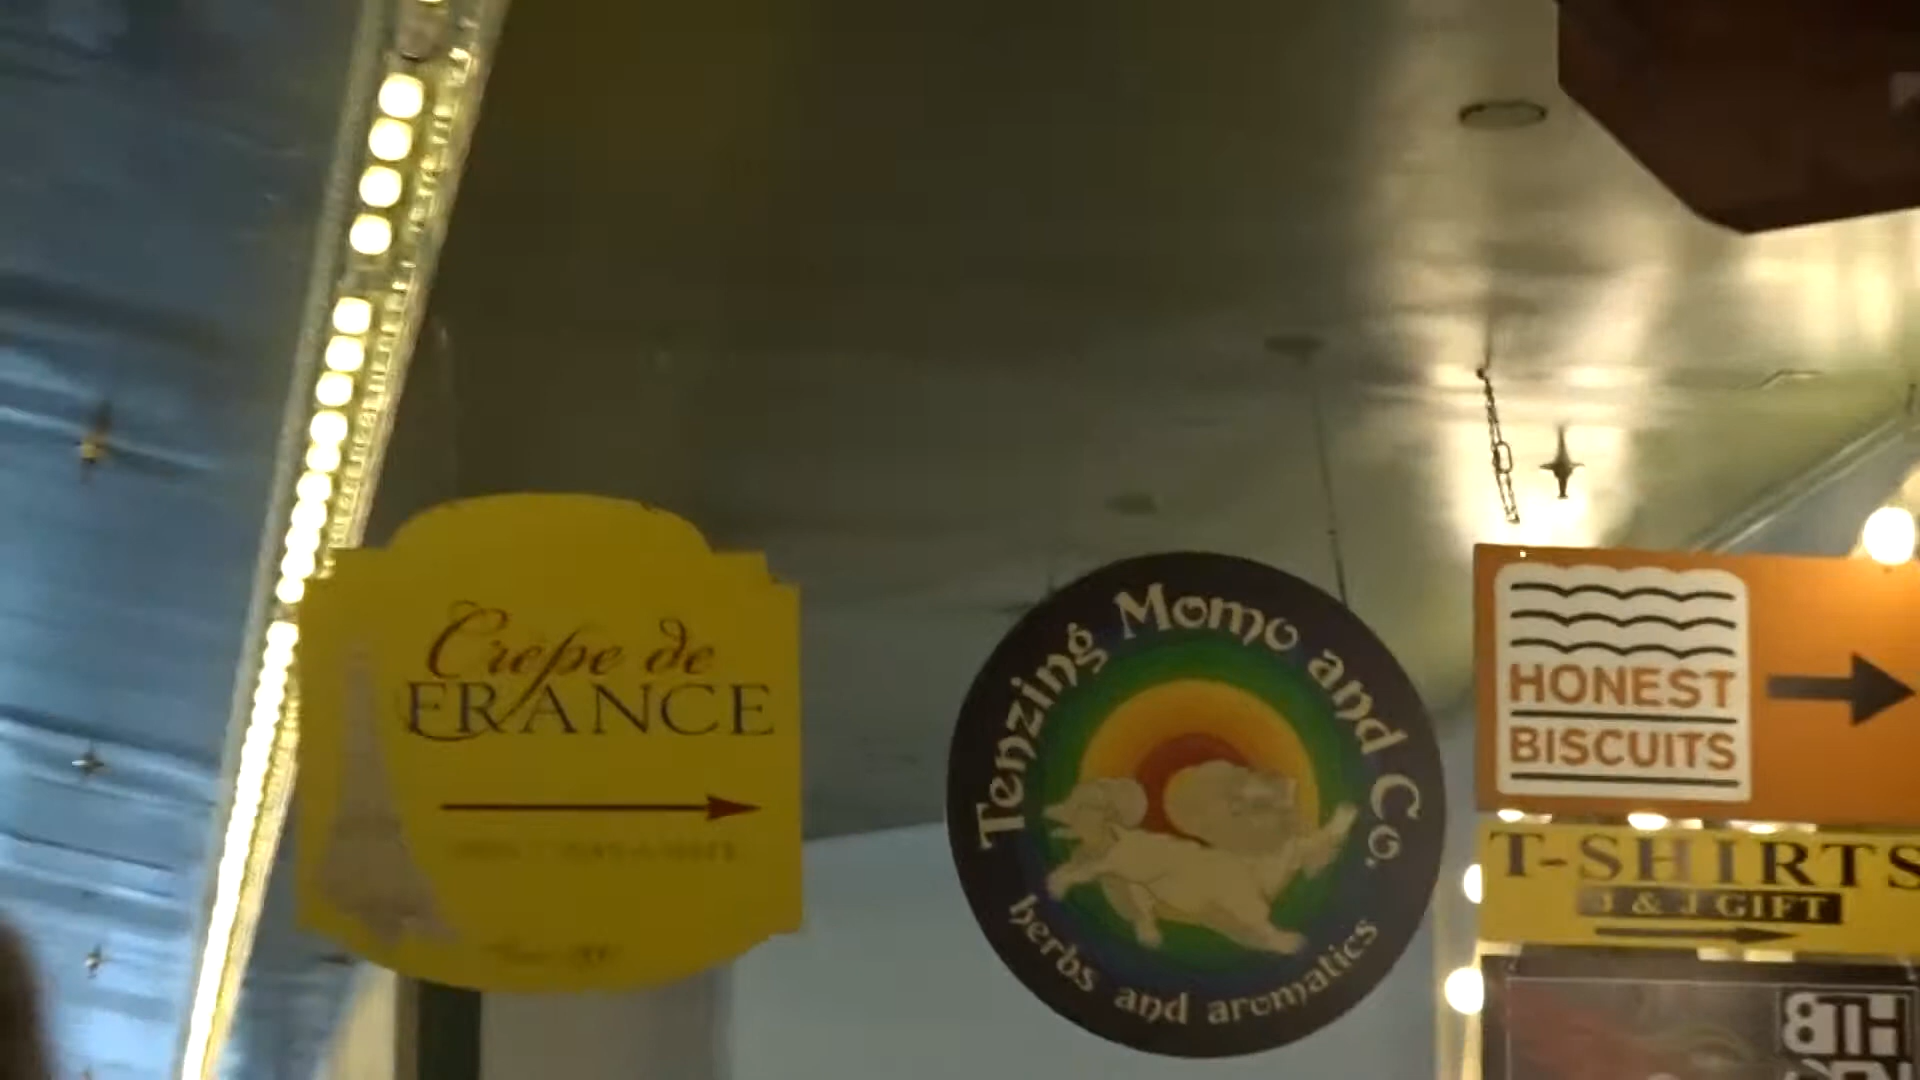 Crêpe de
FRANCE
Tenzing Momo and Co.
herbs and aromatics
HONEST
BISCUITS
T-SHIRTS
J & J GIFT